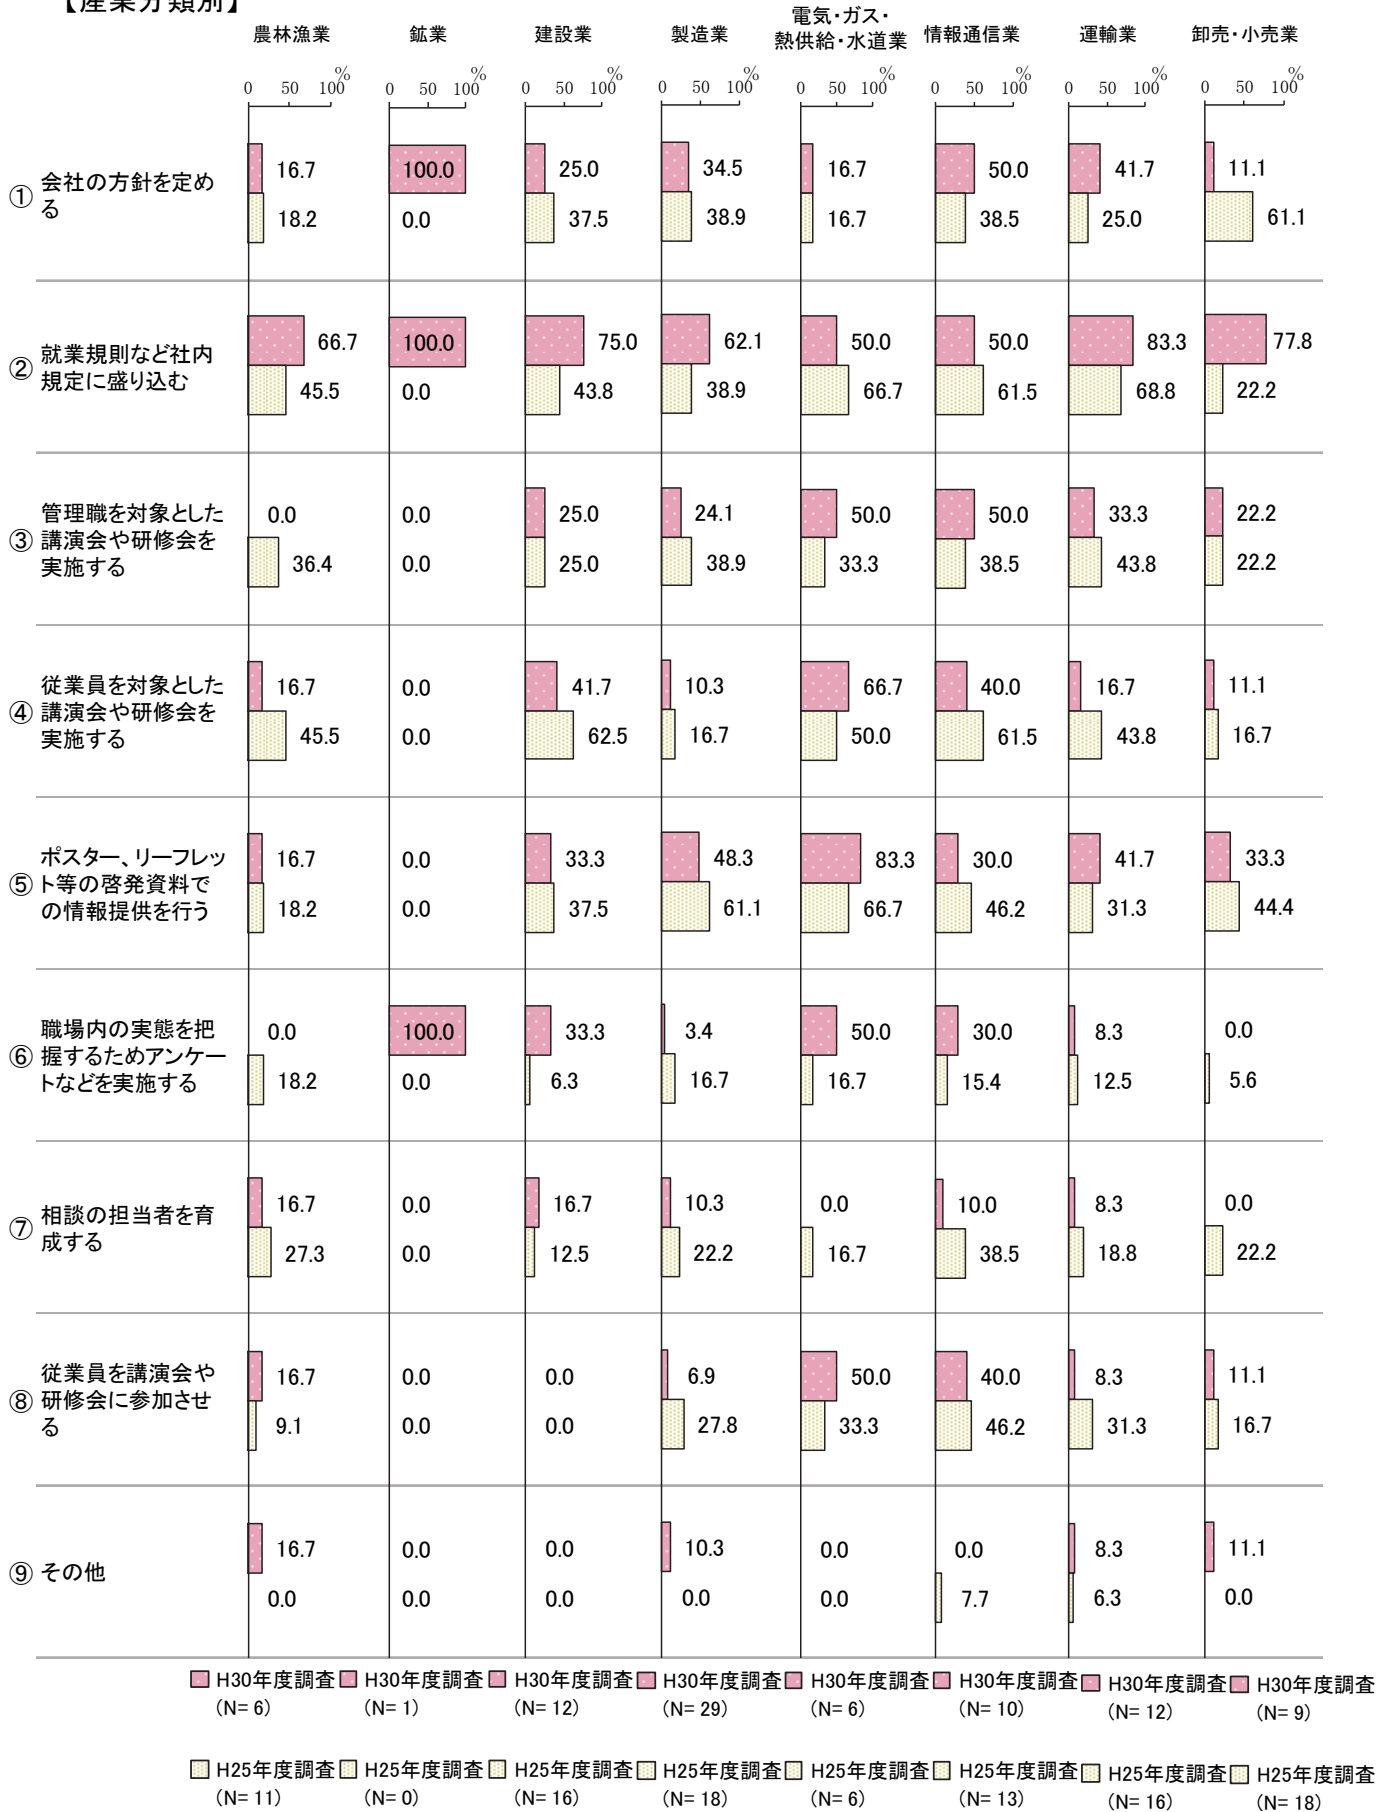 【産業分類別】
農林漁業 鉱業 建設業 製造業 電気・ガス・熱供給・水道業 情報通信業 運輸業 卸売・小売業
0 50 100% 0 50 100% 0 50 100% 0 50 100% 0 50 100% 0 50 100% 0 50 100% 0 50 100%
① 会社の方針を定め
る
16.7 100.0 25.0 34.5 16.7 50.0 41.7 11.1
18.2 0.0 37.5 38.9 16.7 38.5 25.0 61.1
② 就業規則など社内
規定に盛り込む
66.7 100.0 75.0 62.1 50.0 50.0 83.3 77.8
45.5 0.0 43.8 38.9 66.7 61.5 68.8 22.2
③ 管理職を対象とした
講演会や研修会を
実施する
0.0 0.0 25.0 24.1 50.0 50.0 33.3 22.2
36.4 0.0 25.0 38.9 33.3 38.5 43.8 22.2
④ 従業員を対象とした
講演会や研修会を
実施する
16.7 0.0 41.7 10.3 66.7 40.0 16.7 11.1
45.5 0.0 62.5 16.7 50.0 61.5 43.8 16.7
⑤ ポスター、リーフレッ
ト等の啓発資料で
の情報提供を行う
16.7 0.0 33.3 48.3 83.3 30.0 41.7 33.3
18.2 0.0 37.5 61.1 66.7 46.2 31.3 44.4
⑥ 職場内の実態を把
握するためアンケー
トなどを実施する
0.0 100.0 33.3 3.4 50.0 30.0 8.3 0.0
18.2 0.0 6.3 16.7 16.7 15.4 12.5 5.6
⑦ 相談の担当者を育
成する
16.7 0.0 16.7 10.3 0.0 10.0 8.3 0.0
27.3 0.0 12.5 22.2 16.7 38.5 18.8 22.2
⑧ 従業員を講演会や
研修会に参加させ
る
16.7 0.0 0.0 6.9 50.0 40.0 8.3 11.1
9.1 0.0 0.0 27.8 33.3 46.2 31.3 16.7
⑨ その他
16.7 0.0 0.0 10.3 0.0 0.0 8.3 11.1
0.0 0.0 0.0 0.0 0.0 7.7 6.3 0.0
H30年度調査 H30年度調査 H30年度調査 H30年度調査 H30年度調査 H30年度調査 H30年度調査 H30年度調査
(N= 6) (N= 1) (N= 12) (N= 29) (N= 6) (N= 10) (N= 12) (N= 9)
H25年度調査 H25年度調査 H25年度調査 H25年度調査 H25年度調査 H25年度調査 H25年度調査 H25年度調査
(N= 11) (N= 0) (N= 16) (N= 18) (N= 6) (N= 13) (N= 16) (N= 18)